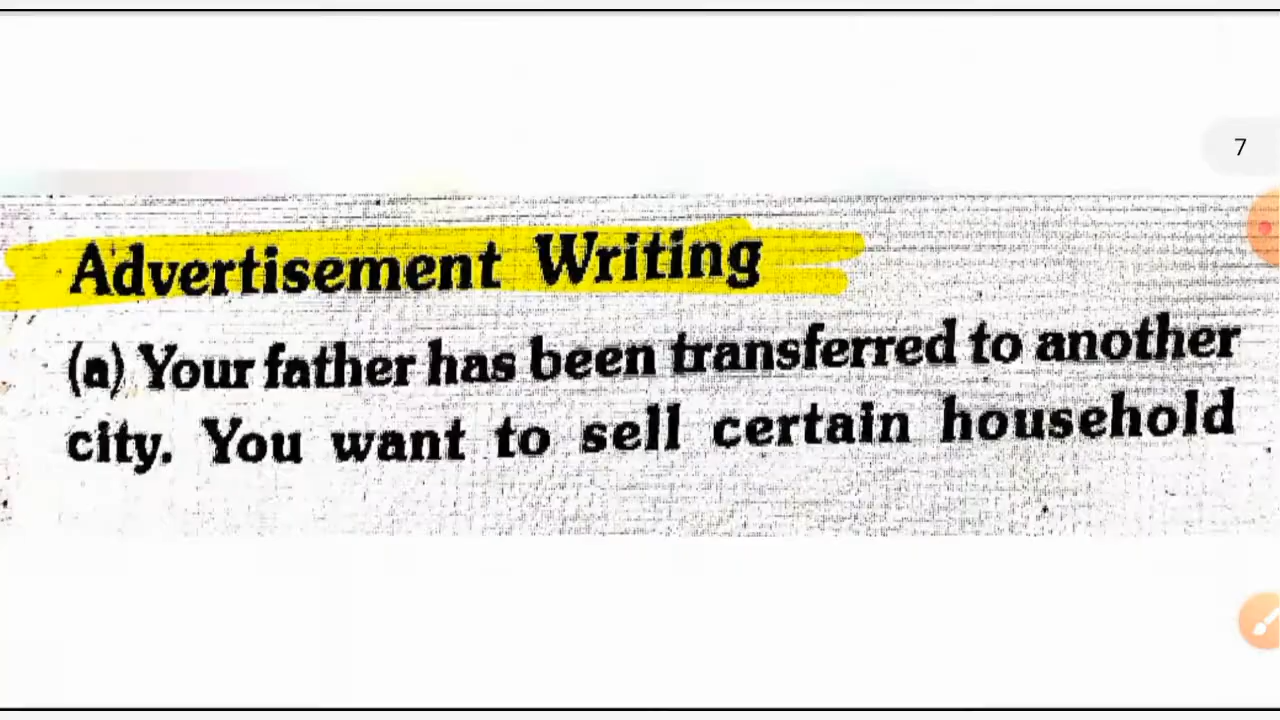 7
Advertisement Writing
(a) Your father has been transferred to another
city. You want to sell certain household